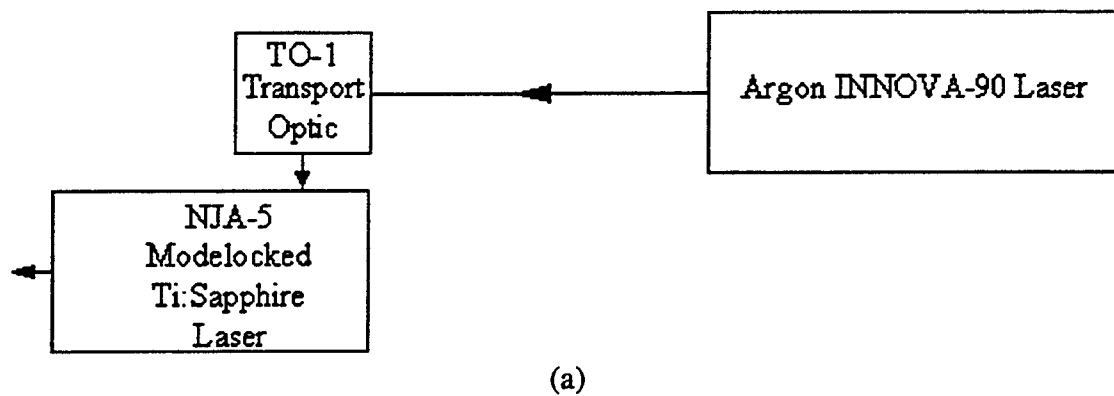 TO-1
Transport
Optic
Argon INNOVA-90 Laser
NJA-5
Modelocked
Ti:Sapphire
Laser
(a)